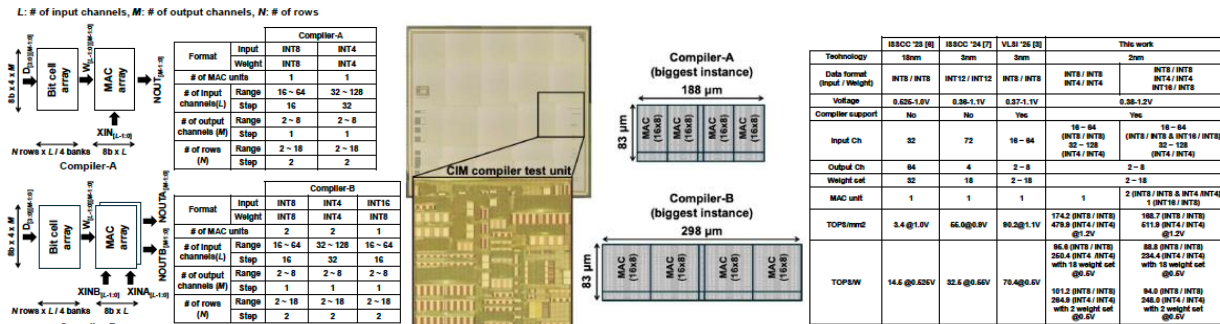 L: # of input channels, M: # of output channels, N: # of rows
8b x 4 x M
D[3:0][M-1:0]
Bit cell array
W[L-1:0][M-1:0]
MAC array
NOUT[M-1:0]
XIN[L-1:0]
N rows x L / 4 banks
8b x L
Compiler-A
Compiler-A
Format Input INT8 INT4
Weight INT8 INT4
# of MAC units 1 1
# of input channels(L) Range 16 ~ 64 32 ~ 128
Step 16 32
# of output channels (M) Range 2 ~ 8 2 ~ 8
Step 1 1
# of rows (N) Range 2 ~ 18 2 ~ 18
Step 2 2
8b x 4 x M
D[3:0][M-1:0]
Bit cell array
W[L-1:0][M-1:0]
MAC array
NOUTA[M-1:0]
NOUTB[M-1:0]
XINB[L-1:0] XINA[L-1:0]
N rows x L / 4 banks
8b x L
Compiler-B
Format Input INT8 INT4 INT16
Weight INT8 INT4 INT8
# of MAC units 2 2 1
# of input channels(L) Range 16 ~ 64 32 ~ 128 16 ~ 64
Step 16 32 16
# of output channels (M) Range 2 ~ 8 2 ~ 8 2 ~ 8
Step 1 1 1
# of rows (N) Range 2 ~ 18 2 ~ 18 2 ~ 18
Step 2 2 2
CIM compiler test unit
Compiler-A
(biggest instance)
188 µm
83 µm
MAC (16x8)
MAC (16x8)
MAC (16x8)
MAC (16x8)
Compiler-B
(biggest instance)
298 µm
83 µm
MAC (16x8)
MAC (16x8)
MAC (16x8)
MAC (16x8)
ISSCC '23 [6] ISSCC '24 [7] VLSI '25 [3] This work
Technology 18nm 3nm 3nm 2nm
Data format (Input / Weight) INT8 / INT8 INT12 / INT12 INT8 / INT8 INT8 / INT8 INT4 / INT4 INT8 / INT8 INT4 / INT4 INT16 / INT8
Voltage 0.525-1.0V 0.36-1.1V 0.37-1.1V 0.38-1.2V
Compiler support No No Yes Yes
Input Ch 32 72 16 ~ 64 16 ~ 64 (INT8 / INT8) 32 ~ 128 (INT4 / INT4) 16 ~ 64 (INT8 / INT8 & INT16 / INT8) 32 ~ 128 (INT4 / INT4)
Output Ch 64 4 2 ~ 8 2 ~ 8
Weight set 32 18 2 ~ 18 2 ~ 18
MAC unit 1 1 1 1 2 (INT8 / INT8 & INT4 /INT4) 1 (INT16 / INT8)
TOPS/mm2 3.4 @1.0V 55.0@0.9V 90.2@1.1V 174.2 (INT8 / INT8) 479.9 (INT4 / INT4) @1.2V 168.7 (INT8 / INT8) 511.9 (INT4 / INT4) @1.2V
TOPS/W 14.5 @0.525V 32.5 @0.55V 70.4@0.5V 95.6 (INT8 / INT8) 250.4 (INT4 /INT4) with 18 weight set @0.5V 88.8 (INT8 / INT8) 234.4 (INT4 / INT4) with 18 weight set @0.5V
101.2 (INT8 / INT8) 264.9 (INT4 / INT4) with 2 weight set @0.5V 94.0 (INT8 / INT8) 248.0 (INT4 / INT4) with 2 weight set @0.5V